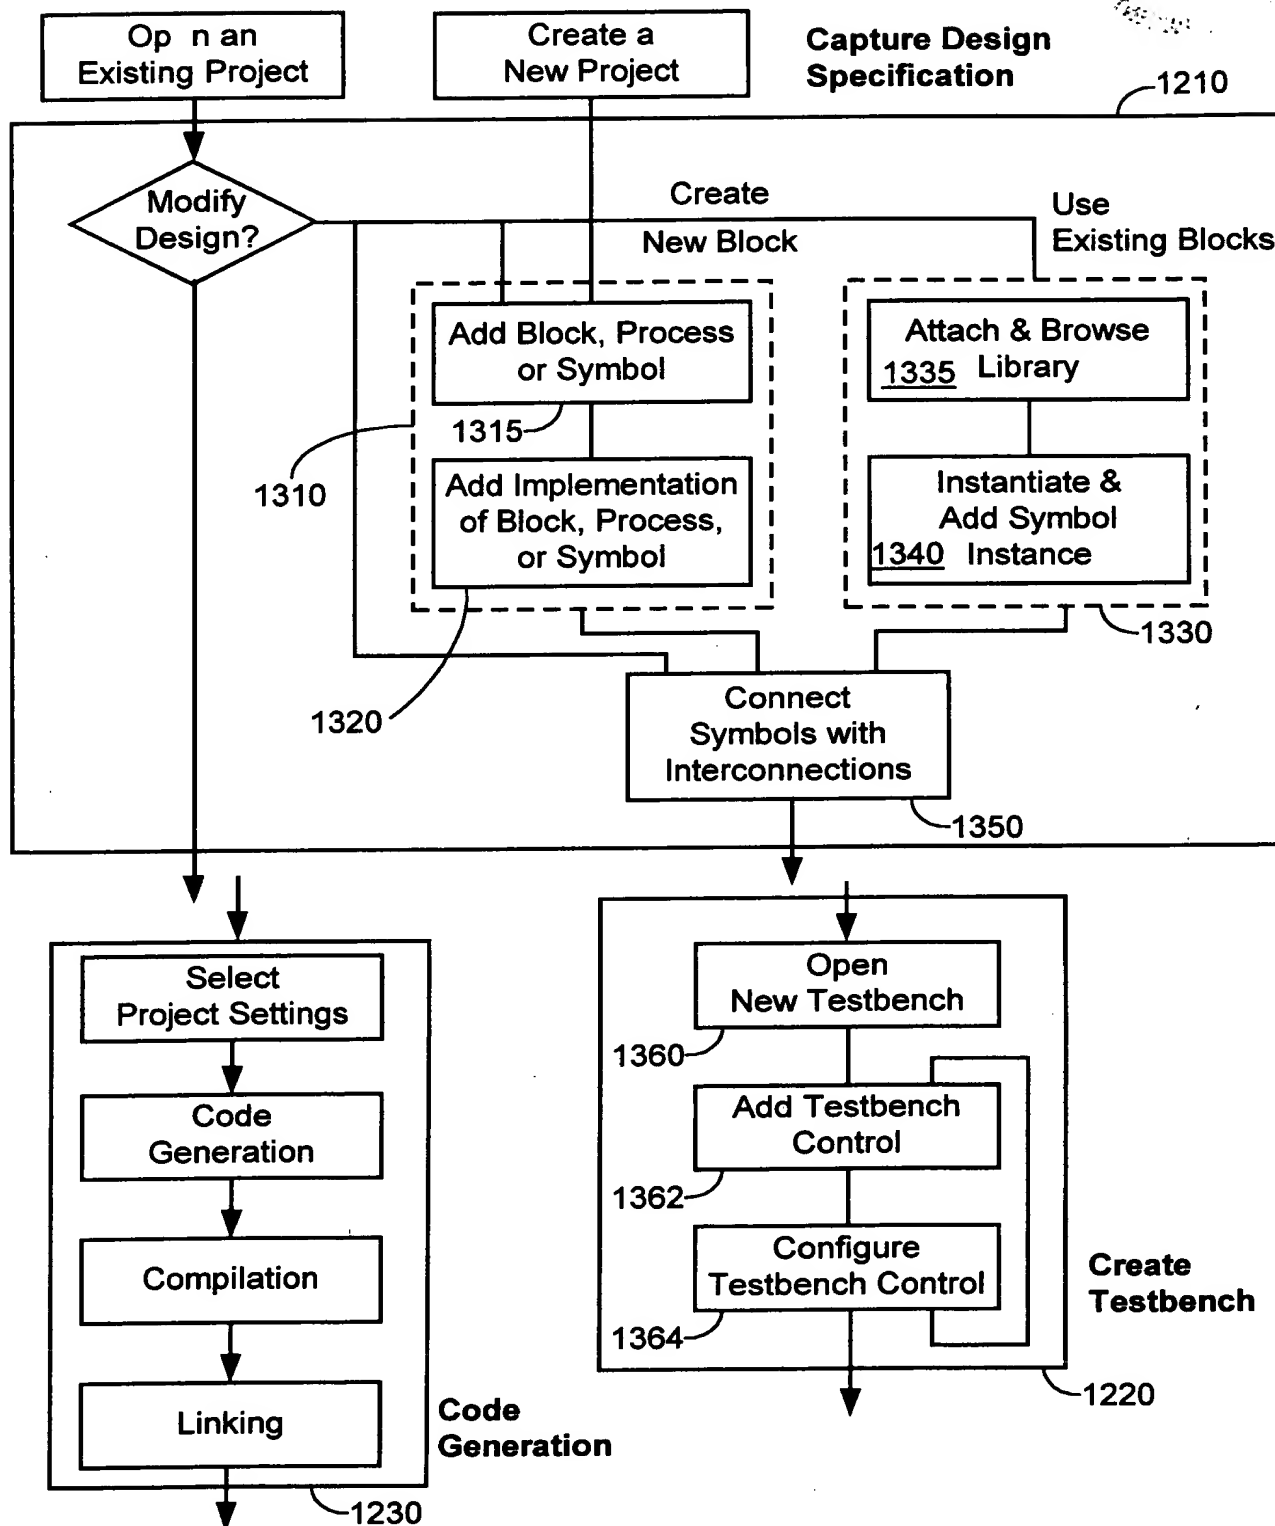 Op n an
Existing Project
Create a
New Project
Capture Design
Specification
1210
Modify
Design?
Create
New Block
Use
Existing Blocks
Add Block, Process
or Symbol
1315
1310
Add Implementation
of Block, Process,
or Symbol
1320
Attach & Browse
1335 Library
Instantiate &
Add Symbol
1340 Instance
1330
Connect
Symbols with
Interconnections
1350
Select
Project Settings
Code
Generation
Compilation
Linking
Code
Generation
1230
Open
New Testbench
1360
Add Testbench
Control
1362
Configure
Testbench Control
1364
Create
Testbench
1220